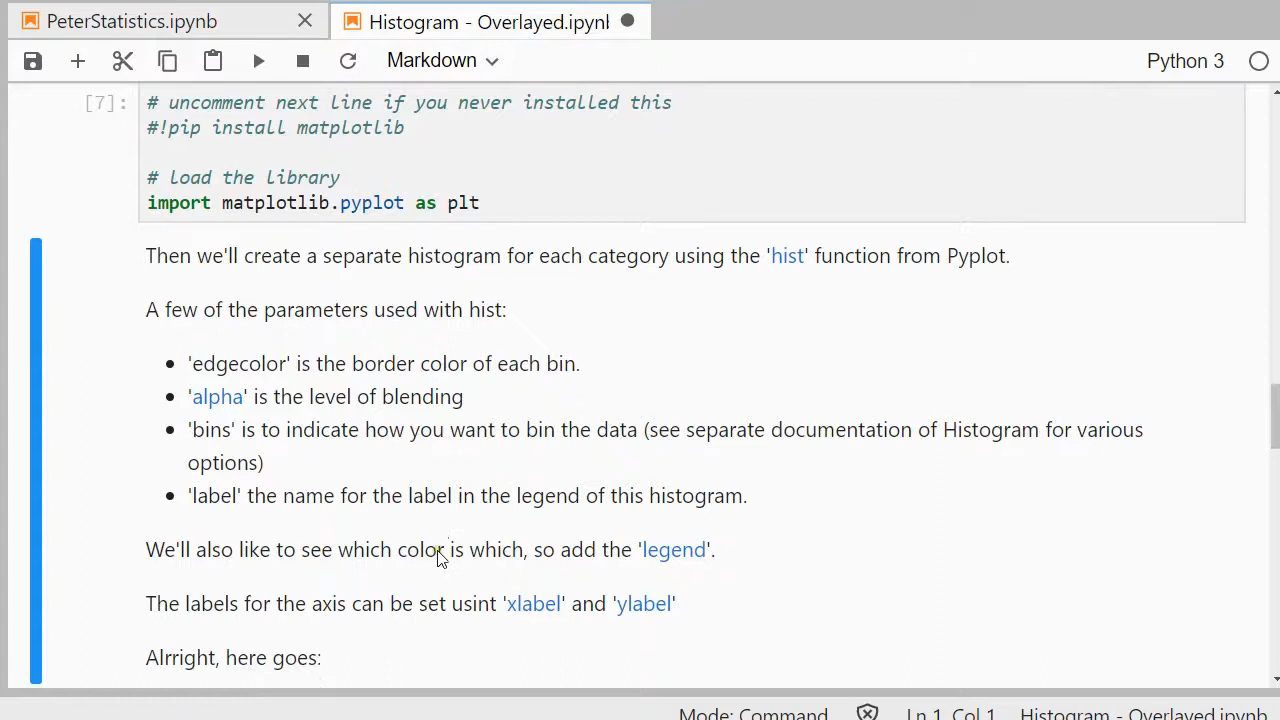 PeterStatistics.ipynb
Histogram - Overlayed.ipynb
Markdown
Python 3
[7]:
# uncomment next line if you never installed this
#!pip install matplotlib
# load the library
import matplotlib.pyplot as plt
Then we'll create a separate histogram for each category using the 'hist' function from Pyplot.
A few of the parameters used with hist:
• 'edgecolor' is the border color of each bin.
• 'alpha' is the level of blending
• 'bins' is to indicate how you want to bin the data (see separate documentation of Histogram for various
options)
• 'label' the name for the label in the legend of this histogram.
We'll also like to see which color is which, so add the 'legend'.
The labels for the axis can be set usint 'xlabel' and 'ylabel'
Alrright, here goes:
Mode: Command
Ln 1, Col 1
Histogram - Overlayed.ipynb